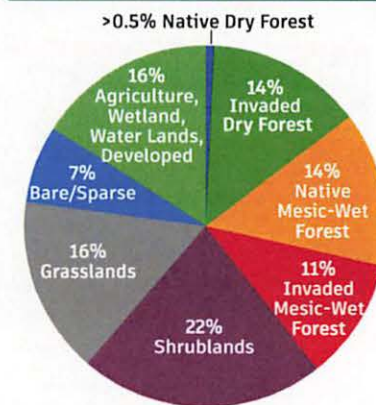 >0.5% Native Dry Forest
14%
Invaded
Dry Forest
14%
Native
Mesic-Wet
Forest
11%
Invaded
Mesic-Wet
Forest
22%
Shrublands
16%
Grasslands
7%
Bare/Sparse
16%
Agriculture,
Wetland,
Water Lands,
Developed